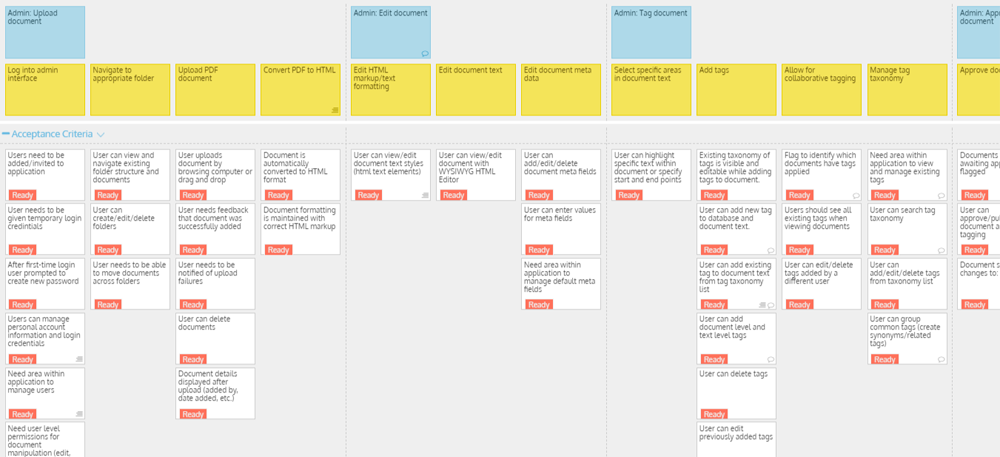 Admin: Upload
document
Admin: Edit document
Admin: Tag document
Admin:
document
Log into admin
interface
Navigate to
appropriate folder
Upload PDF
document
Convert PDF to HTML
Edit HTML
markup/text
formatting
Edit document text
Edit document meta
data
Select specific areas
in document text
Add tags
Allow for
collaborative tagging
Manage tag
taxonomy
Approve
Acceptance Criteria
Users need to be
added/invited to
application
Ready
User can view and
navigate existing
folder structure and
documents
Ready
User uploads
document by
browsing computer or
drag and drop
Ready
Document is
automatically
converted to HTML
format
Ready
User can view/edit
document text styles
(html text elements)
Ready
User can view/edit
document with
WYSIWYG HTML
Editor
Ready
User can
add/edit/delete
document meta fields
Ready
User can highlight
specific text within
document or specify
start and end points
Ready
Existing taxonomy of
tags is visible and
editable while adding
tags to document.
Ready
Flag to identify which
documents have tags
applied
Ready
Need area within
application to view
and manage existing
tags
Ready
Documents
awaiting
flagged
Ready
User needs to be
given temporary login
credentials
Ready
User can
create/edit/delete
folders
Ready
User needs feedback
that document was
successfully added
Ready
Document formatting
is maintained with
correct HTML markup
Ready
User can enter values
for meta fields
Ready
User can add new tag
to database and
document text.
Ready
Users should see all
existing tags when
viewing documents
Ready
User can search tag
taxonomy
Ready
User can
document
tagging
Ready
After first-time login
user prompted to
create new password
Ready
User needs to be able
to move documents
across folders
Ready
User needs to be
notified of upload
failures
Ready
Need area within
application to
manage default meta
fields
Ready
User can add existing
tag to document text
from tag taxonomy
list
Ready
User can edit/delete
tags added by a
different user
Ready
User can
add/edit/delete tags
from taxonomy list
Ready
Document
changes to:
Ready
Users can manage
personal account
information and login
credentials
Ready
User can delete
documents
Ready
User can add
document level and
text level tags
Ready
User can group
common tags (create
synonyms/related
tags)
Ready
Need area within
application to
manage users
Ready
Document details
displayed after
upload (added by,
date added, etc.)
Ready
User can delete tags
Ready
Need user level
permissions for
document
manipulation (edit,
User can edit
previously added tags